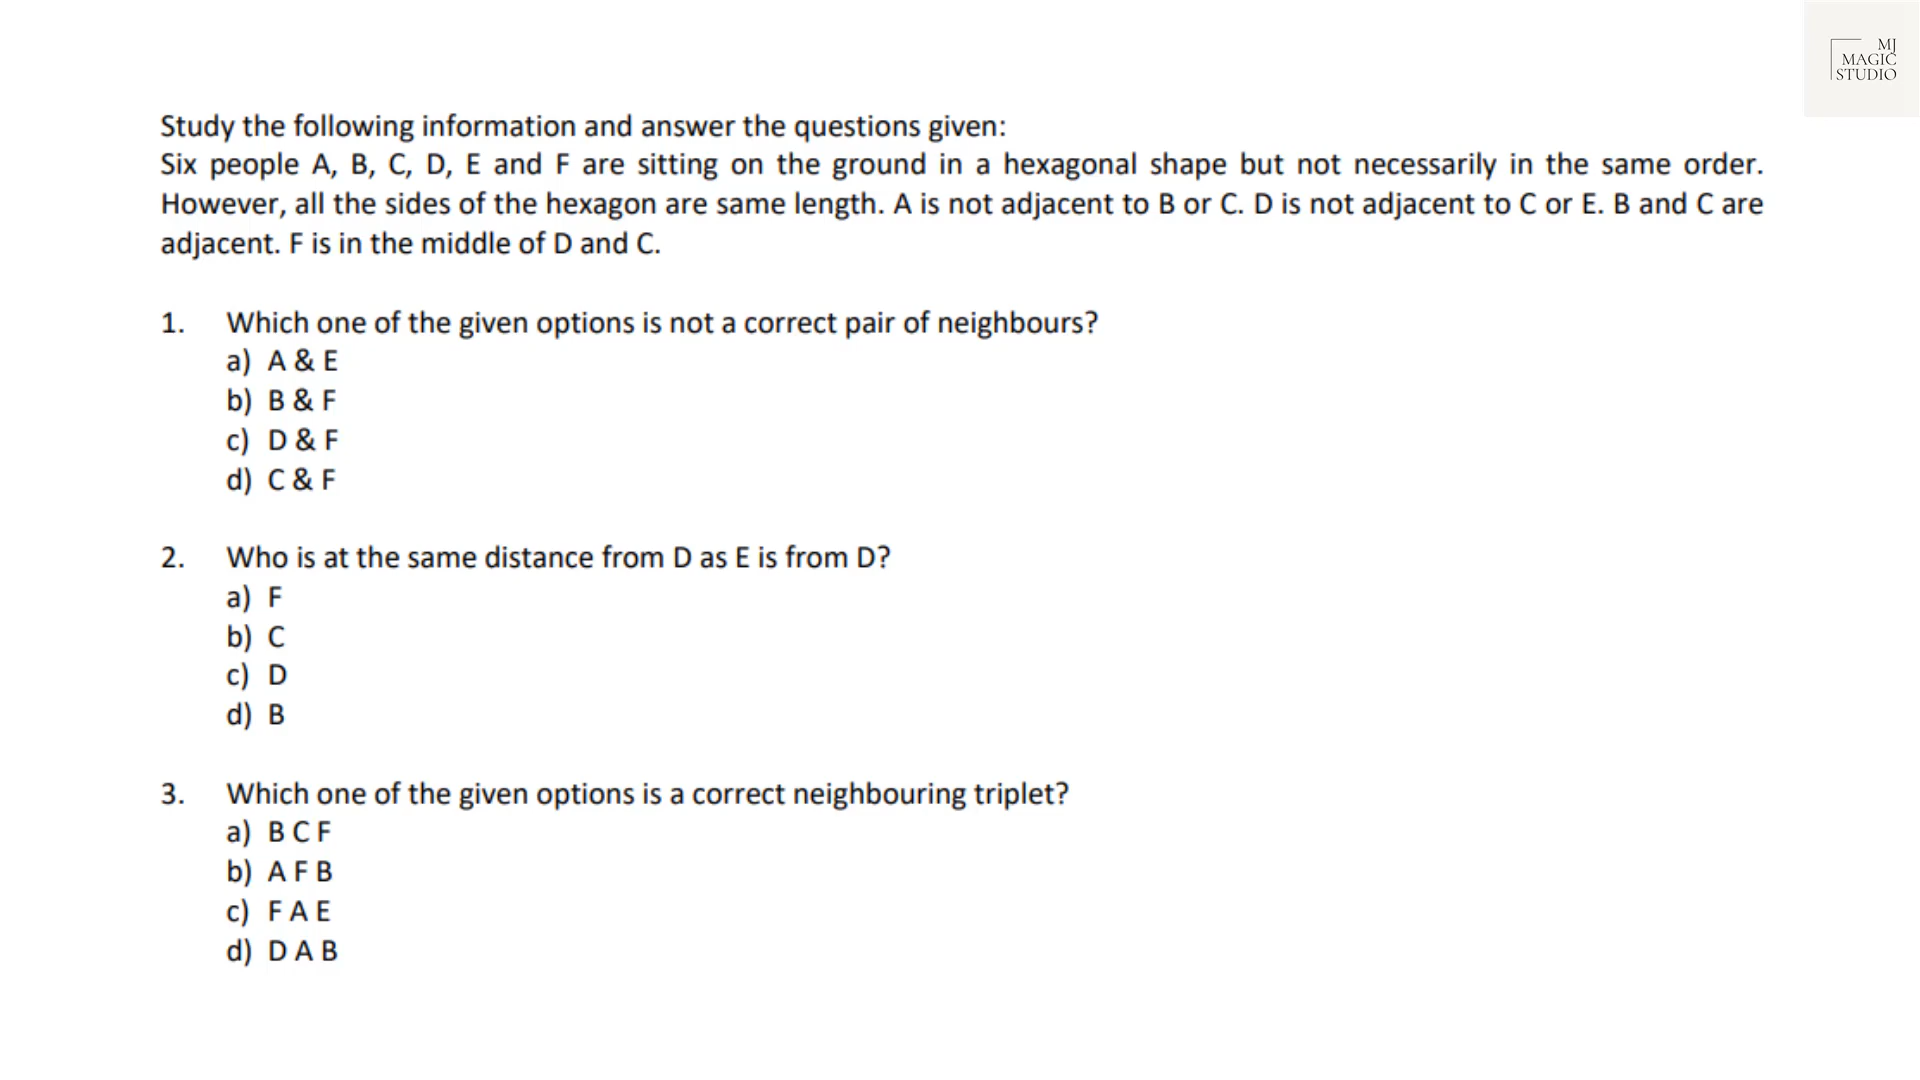 MJ
MAGIC
STUDIO
Study the following information and answer the questions given:
Six people A, B, C, D, E and F are sitting on the ground in a hexagonal shape but not necessarily in the same order.
However, all the sides of the hexagon are same length. A is not adjacent to B or C. D is not adjacent to C or E. B and C are
adjacent. F is in the middle of D and C.
1. Which one of the given options is not a correct pair of neighbours?
a) A & E
b) B & F
c) D & F
d) C & F
2. Who is at the same distance from D as E is from D?
a) F
b) C
c) D
d) B
3. Which one of the given options is a correct neighbouring triplet?
a) B C F
b) A F B
c) F A E
d) D A B